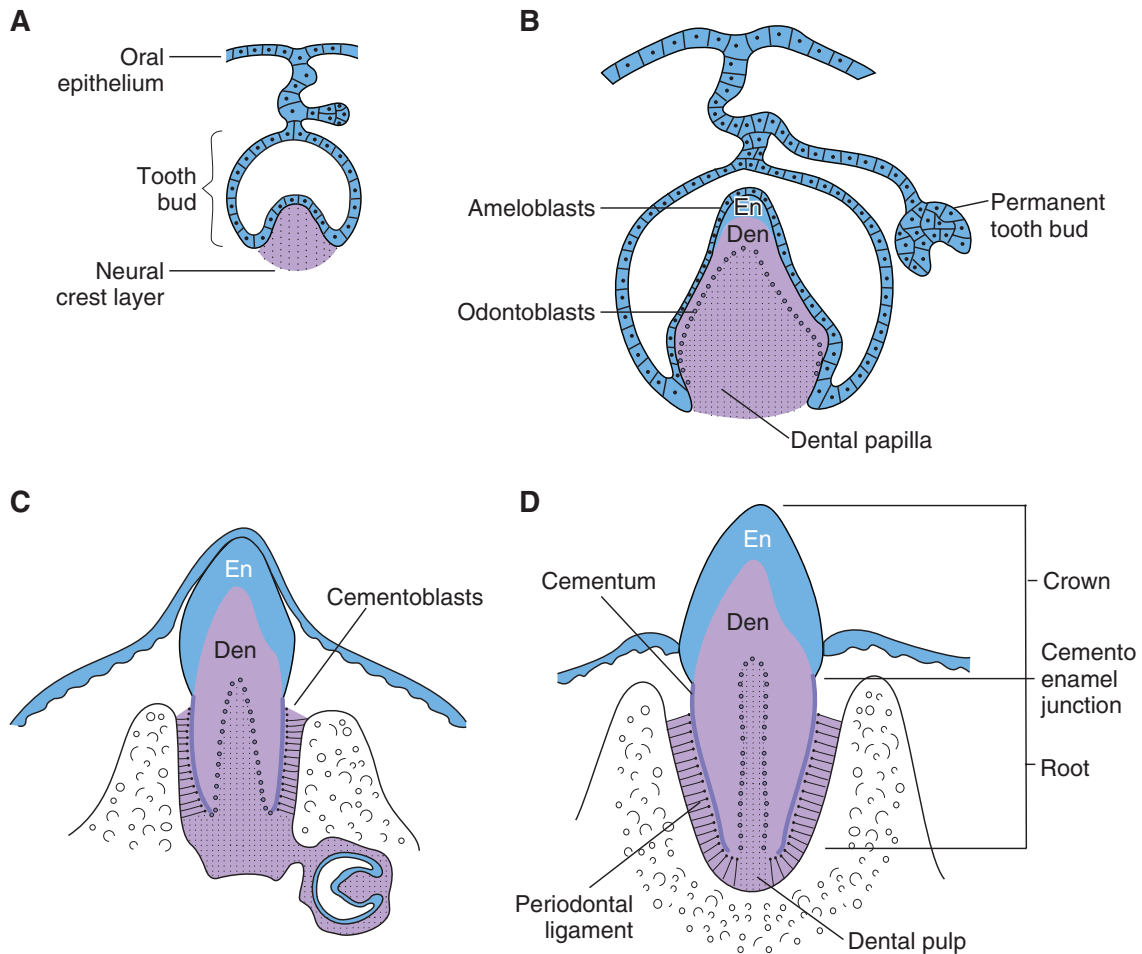 A
Oral
epithelium
Tooth
bud
Neural
crest layer
B
Ameloblasts
En
Den
Odontoblasts
Permanent
tooth bud
Dental papilla
C
En
Den
Cementoblasts
D
En
Cementum
Den
Crown
Cemento
enamel
junction
Root
Periodontal
ligament
Dental pulp